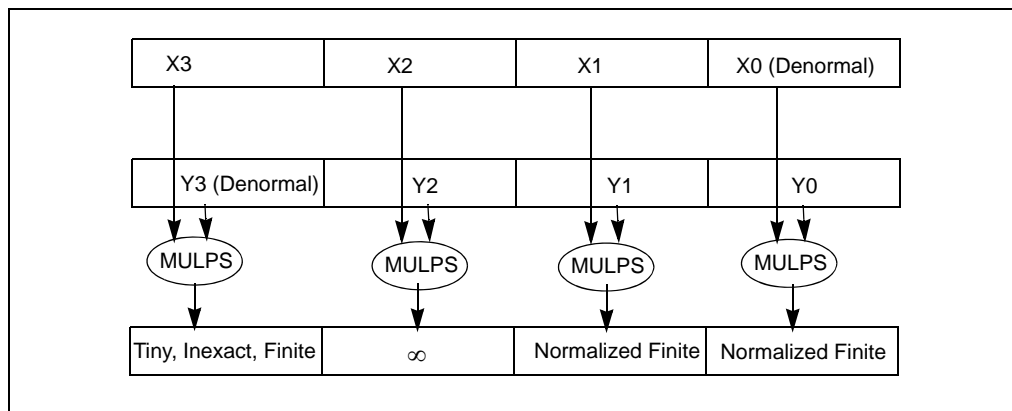 X3 X2 X1 X0 (Denormal)
Y3 (Denormal) Y2 Y1 Y0
MULPS MULPS MULPS MULPS
Tiny, Inexact, Finite ∞ Normalized Finite Normalized Finite